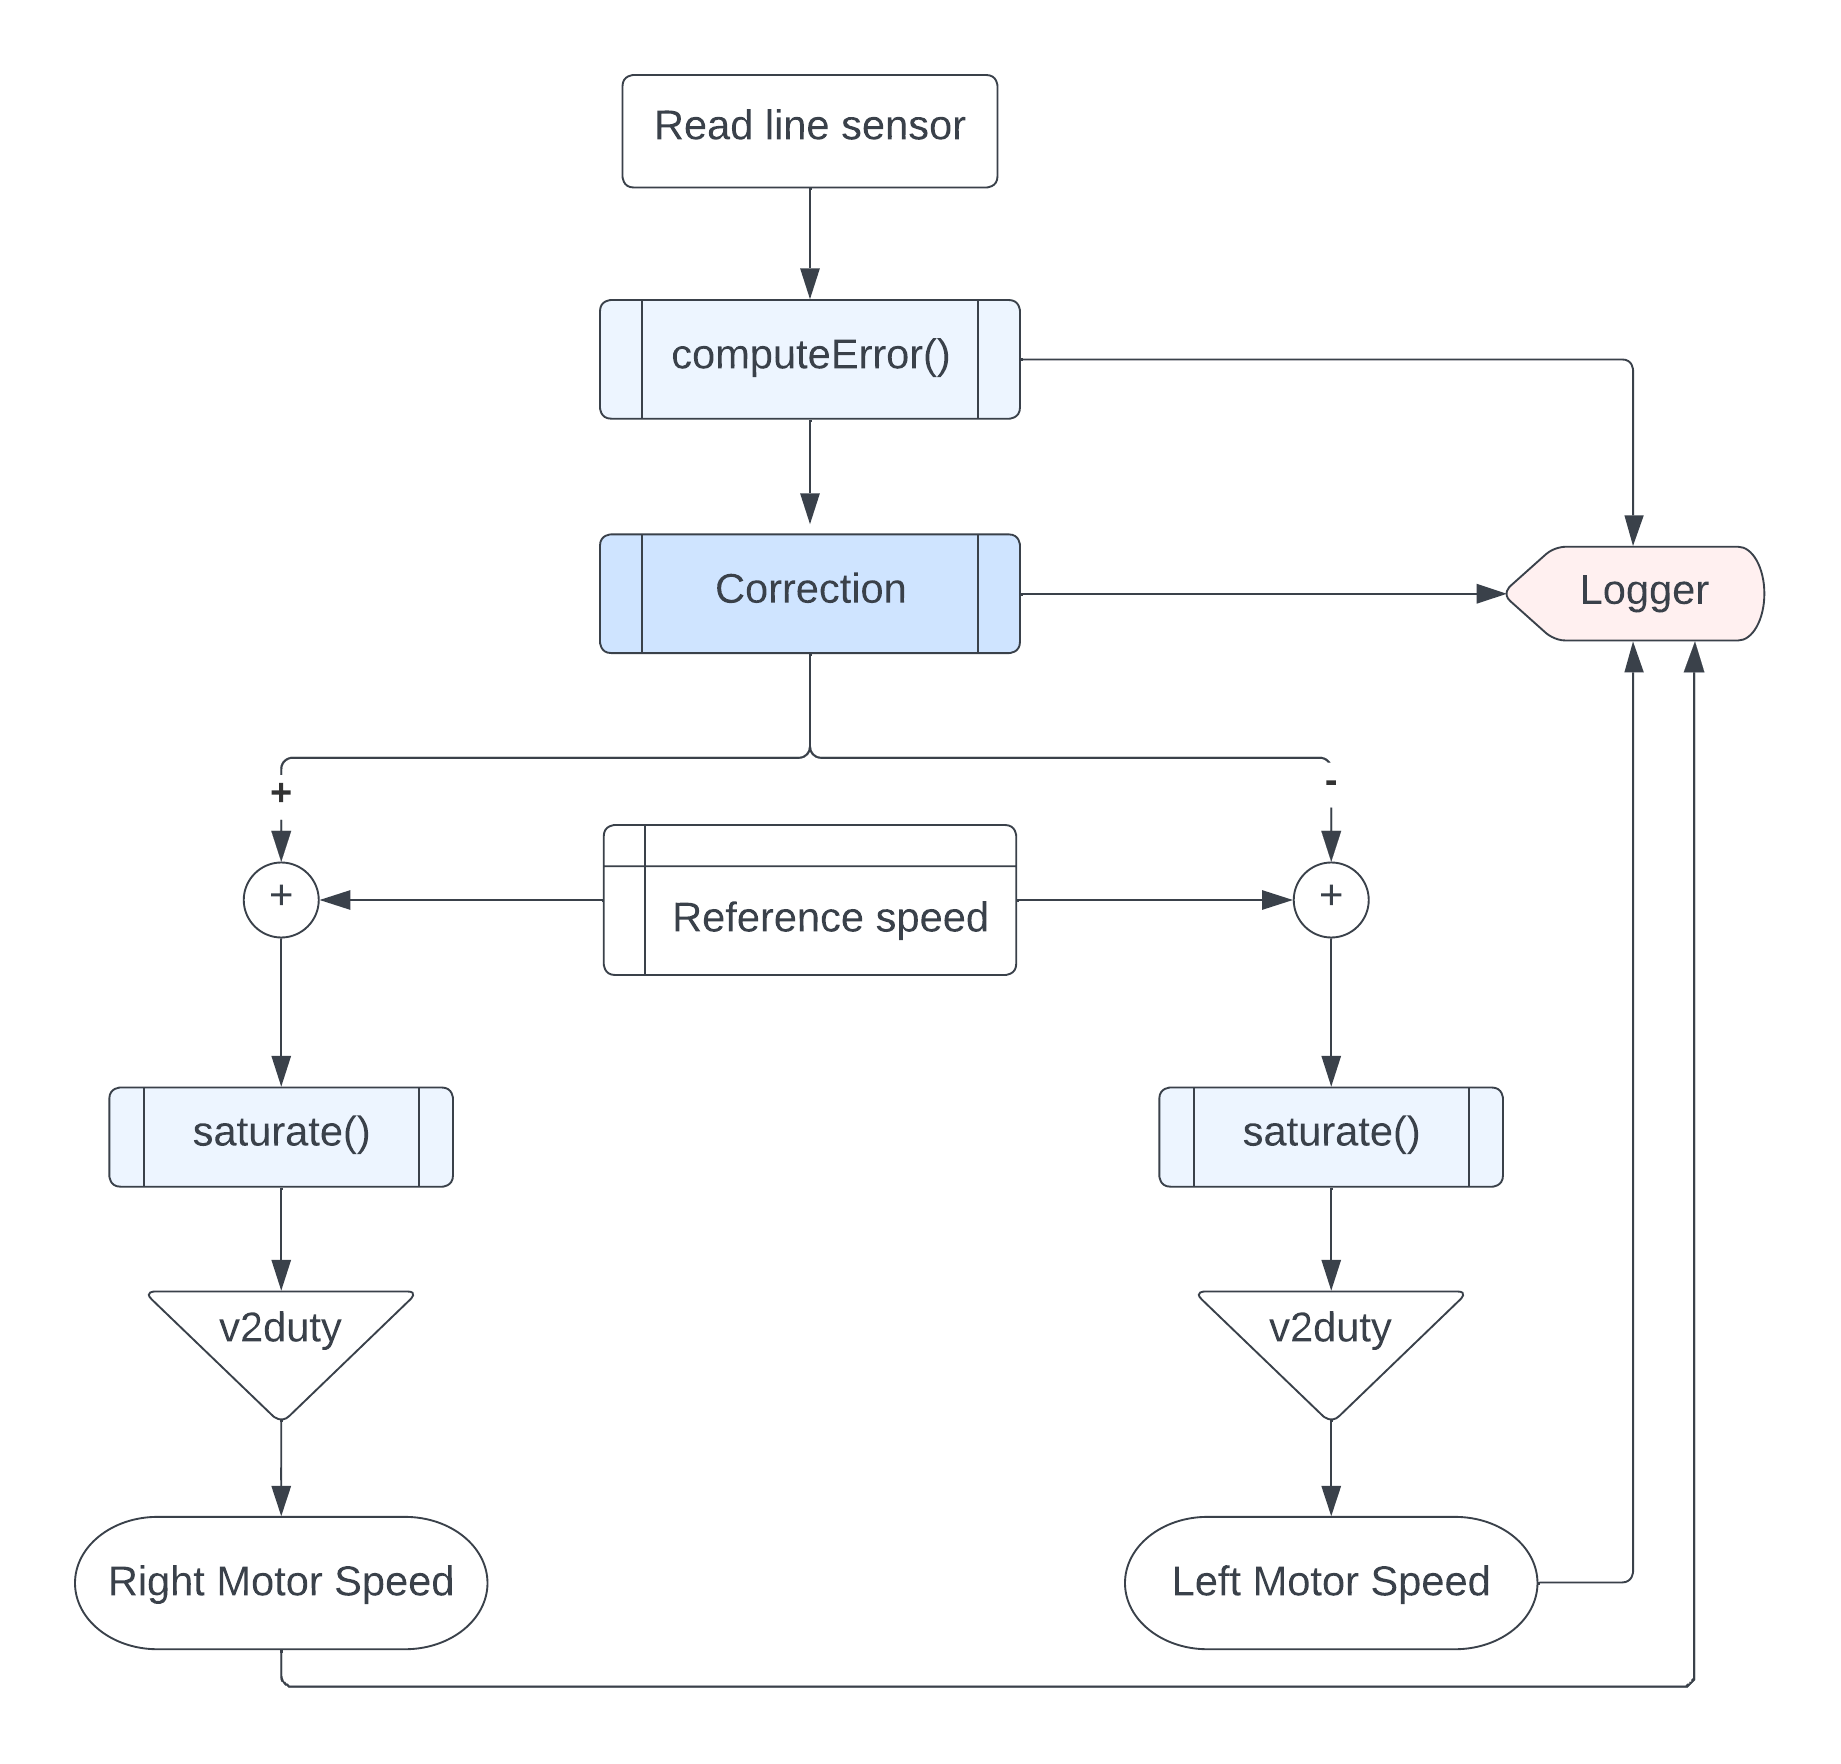 Read line sensor
computeError()
Correction
Logger
+
-
+
Reference speed
+
saturate()
saturate()
v2duty
v2duty
Right Motor Speed
Left Motor Speed